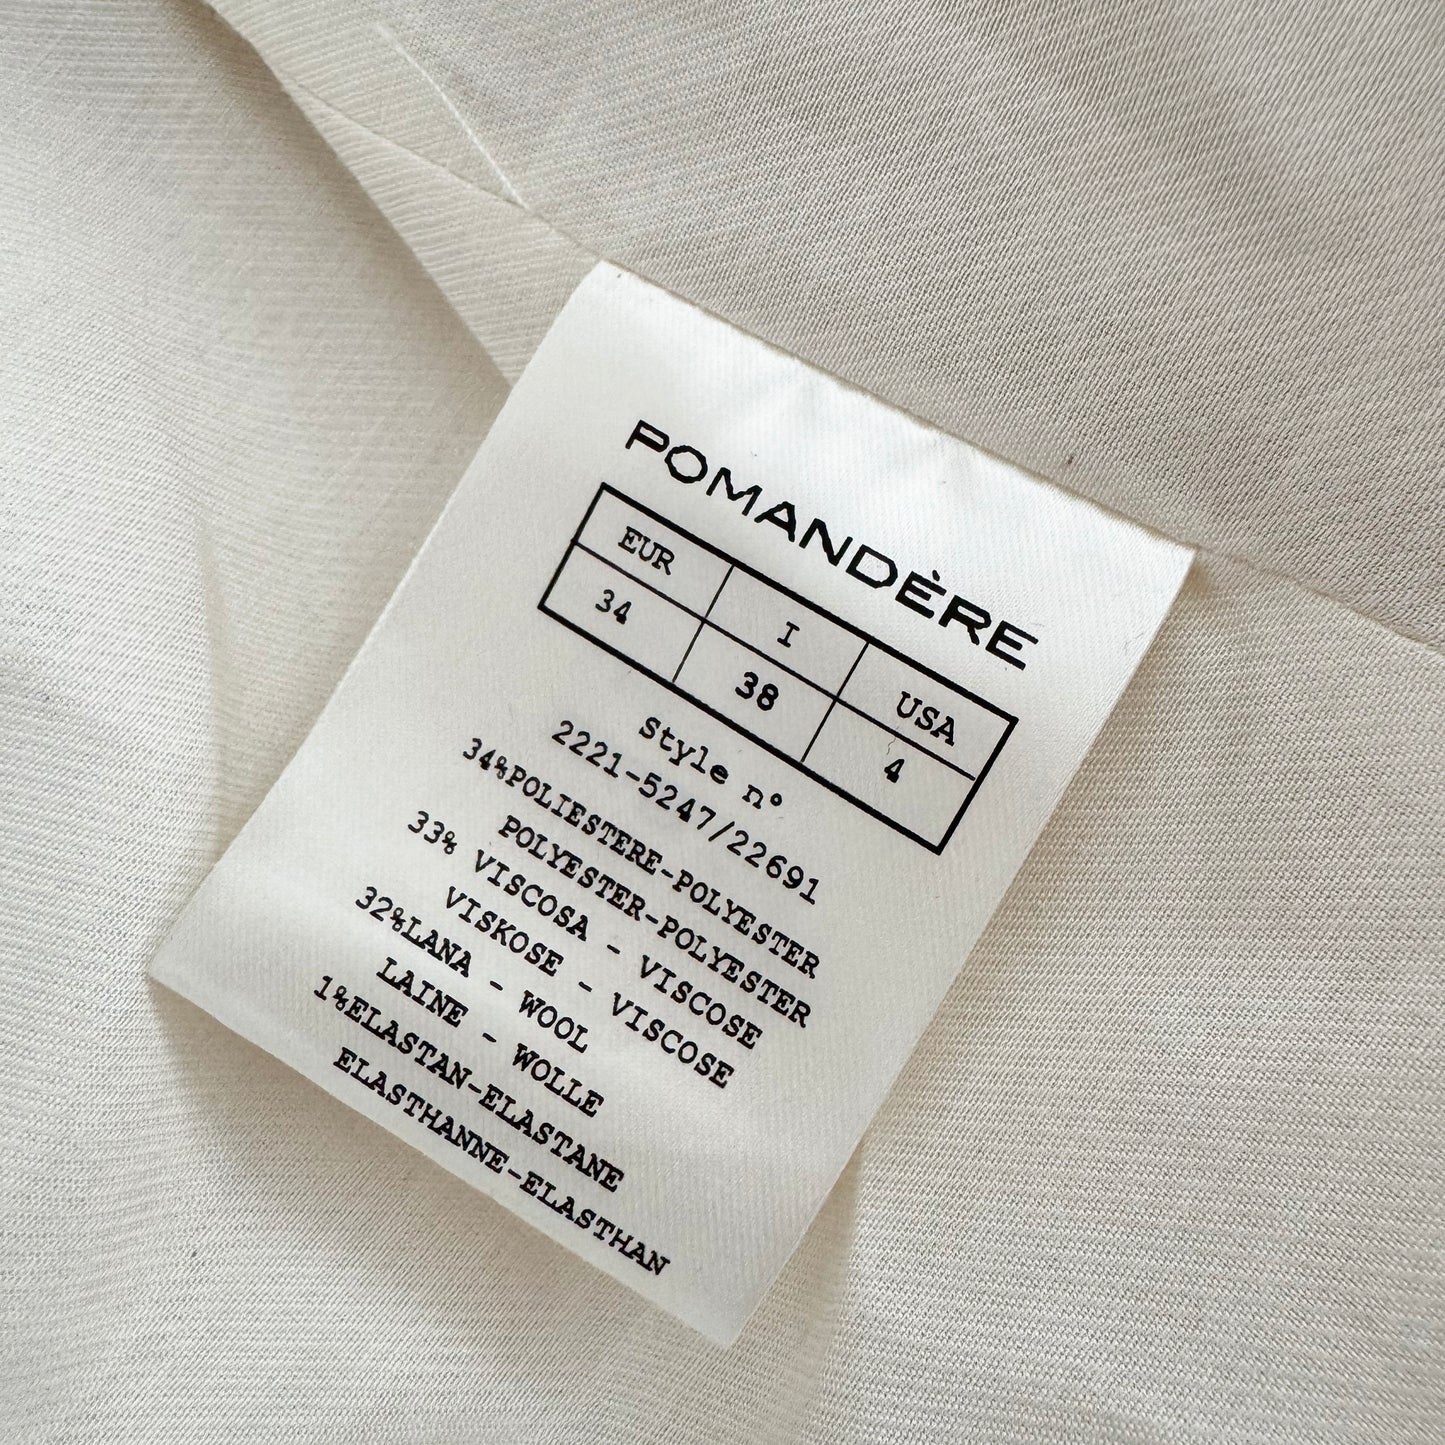 POMANDÈRE
EUR I USA
34 38 4
Style n°
2221-5247/22691
34%POLIESTERE-POLYESTER
POLYESTER-POLYESTER
33% VISCOSA - VISCOSE
VISKOSE - VISCOSE
32%LANA - WOOL
LAINE - WOLLE
1%ELASTAN-ELASTANE
ELASTHANNE-ELASTHAN